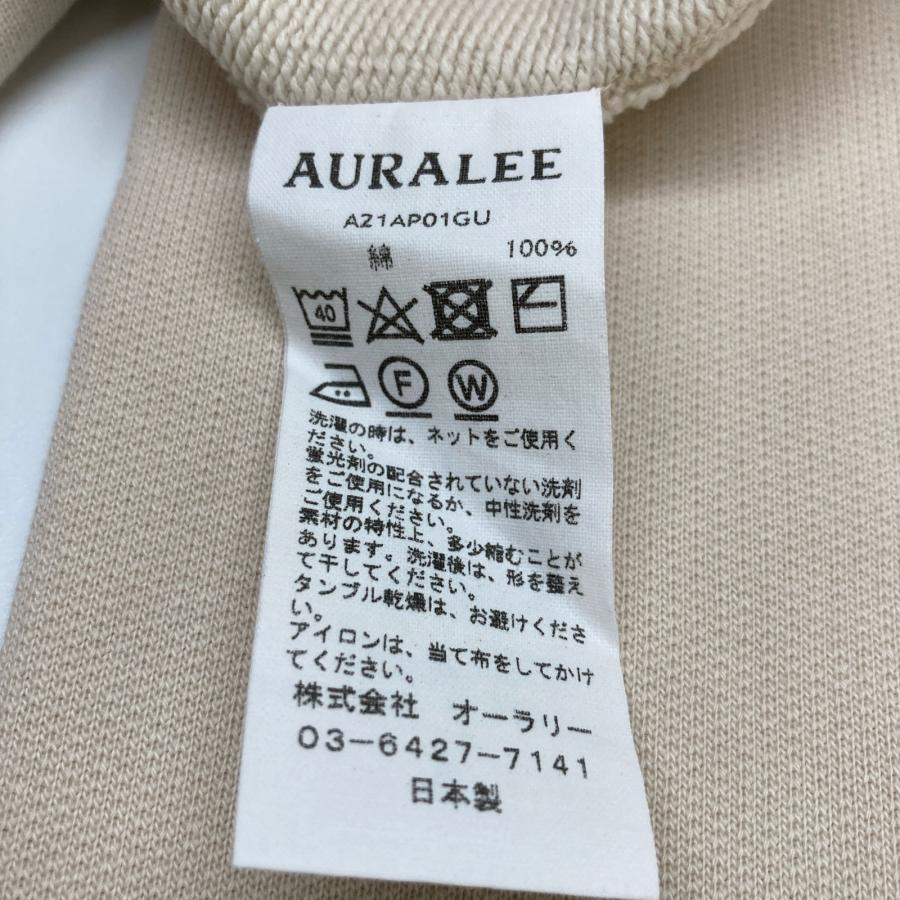 AURALEE
A21AP01GU
綿 100%
40
F W
洗濯の時は、ネットをご使用く
ださい。
蛍光剤の配合されていない洗剤
をご使用になるか、中性洗剤を
ご使用ください。
素材の特性上、多少縮むことが
あります。洗濯後は、形を整え
て干してください。
タンブル乾燥は、お避けくださ
い。
アイロンは、当て布をしてかけ
てください。
株式会社 オーラリー
03-6427-7141
日本製